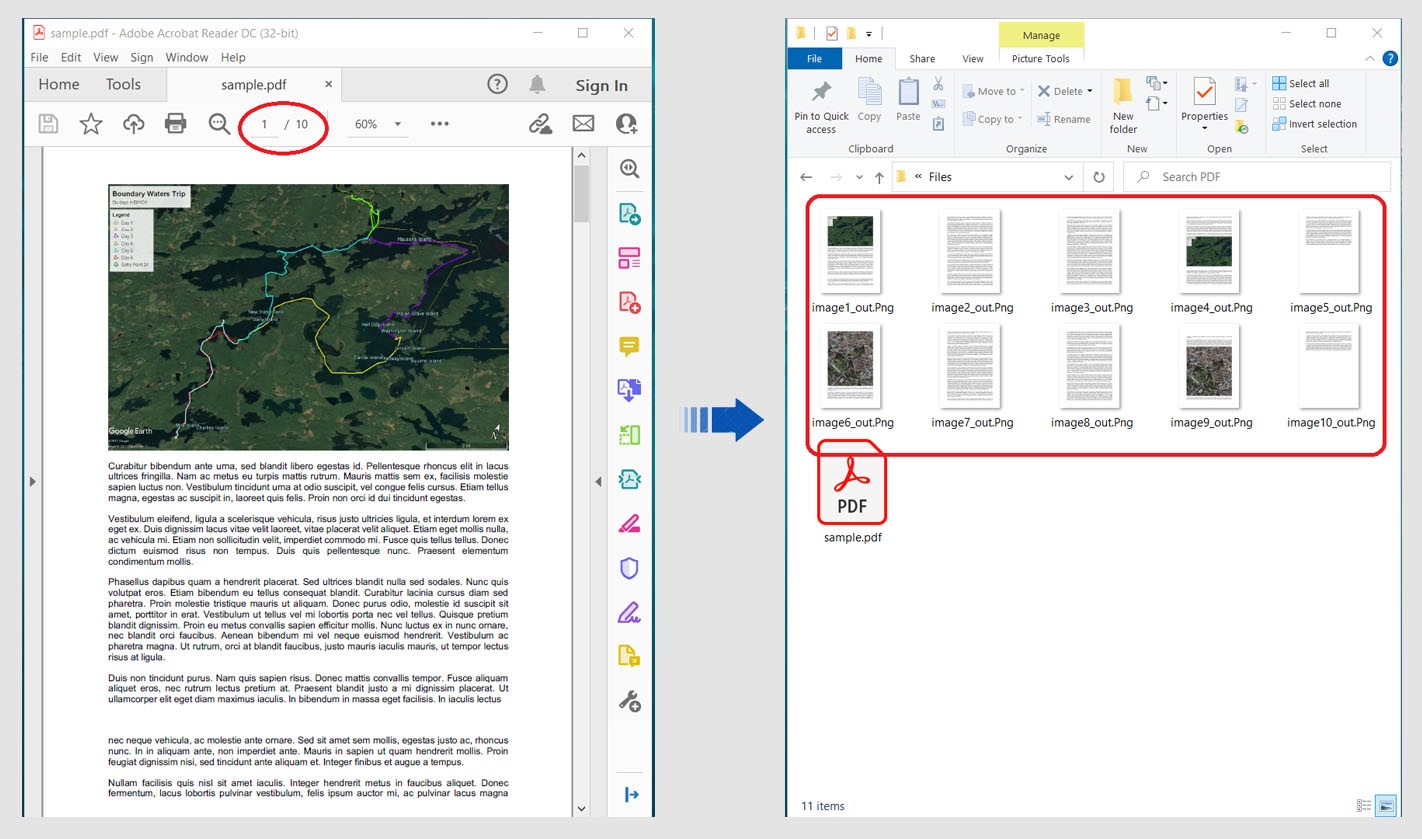 sample.pdf - Adobe Acrobat Reader DC (32-bit)
File Edit View Sign Window Help
Home Tools sample.pdf × Sign In
1 / 10 60%
Boundary Waters Trip
Legend
Day 1
Day 2
Day 3
Day 4
Day 5
Day 6
Google Earth
Curabitur bibendum ante urna, sed blandit libero egestas id. Pellentesque rhoncus elit in lacus
ultrices fringilla. Nam ac metus eu turpis mattis rutrum. Mauris mattis sem ex, facilisis molestie
sapien luctus non. Vestibulum tincidunt urna at odio suscipit, vel congue felis cursus. Etiam tellus
magna, egestas ac suscipit in, laoreet quis felis. Proin non orci id dui tincidunt egestas.
Vestibulum eleifend, ligula a scelerisque vehicula, risus justo ultricies ligula, et interdum lorem ex
eget ex. Duis dignissim lacus vitae velit laoreet, vitae placerat velit aliquet. Etiam eget mollis nulla,
ac vehicula mi. Etiam non sollicitudin velit, imperdiet commodo mi. Fusce quis tellus tellus. Donec
dictum euismod risus non tempus. Duis quis pellentesque nunc. Praesent elementum
condimentum mollis.
Phasellus dapibus quam a hendrerit placerat. Sed ultrices blandit nulla sed sodales. Nunc quis
volutpat eros. Etiam bibendum eu tellus consequat blandit. Curabitur lacinia cursus diam sed
pharetra. Proin molestie tristique mauris ut aliquam. Donec purus odio, molestie id suscipit sit
amet, porttitor in erat. Vestibulum ut tellus vel mi lobortis porta nec vel tellus. Quisque pretium
blandit dignissim. Proin eu metus convallis sapien efficitur mollis. Nunc luctus ex in nunc ornare,
nec blandit orci faucibus. Aenean bibendum mi vel neque euismod hendrerit. Vestibulum ac
pharetra magna. Ut rutrum, orci at blandit faucibus, justo mauris iaculis mauris, ut tempor lectus
risus at ligula.
Duis non tincidunt purus. Nam quis sapien risus. Donec mattis convallis tempor. Fusce aliquam
aliquet eros, nec rutrum lectus pretium at. Praesent blandit justo a mi dignissim placerat. Ut
ullamcorper elit eget diam maximus iaculis. In bibendum in massa eget facilisis. In iaculis lectus
nec neque vehicula, ac molestie ante ornare. Sed sit amet sem mollis, egestas justo ac, rhoncus
nunc. In in aliquam ante, non imperdiet ante. Mauris in sapien ut quam hendrerit mollis. Proin
feugiat dignissim nisi, sed tincidunt ante aliquam et. Integer finibus et augue a tempus.
Nullam facilisis quis nisl sit amet iaculis. Integer hendrerit metus in faucibus aliquet. Donec
fermentum, lacus lobortis pulvinar vestibulum, felis ipsum auctor mi, ac pulvinar lacus magna
Manage
File Home Share View Picture Tools
Pin to Quick access
Copy
Paste
Move to
Copy to
Delete
Rename
New folder
Properties
Select all
Select none
Invert selection
Clipboard Organize New Open Select
« Files Search PDF
image1_out.Png image2_out.Png image3_out.Png image4_out.Png image5_out.Png
image6_out.Png image7_out.Png image8_out.Png image9_out.Png image10_out.Png
PDF
sample.pdf
11 items